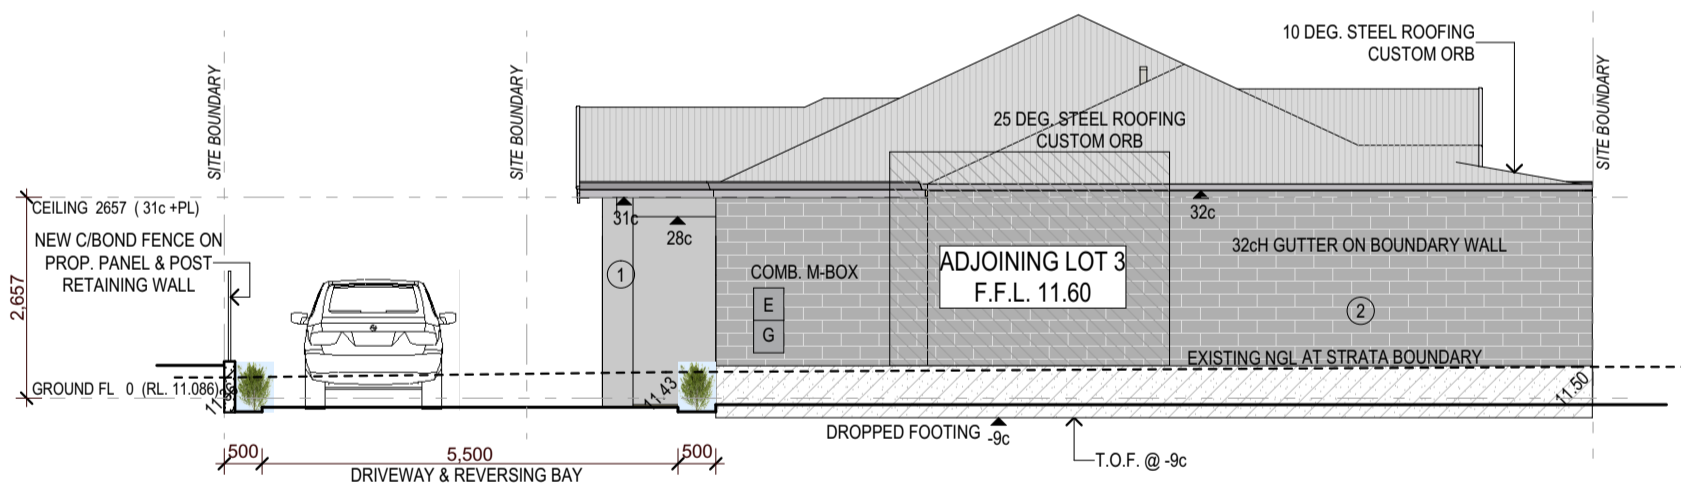 10 DEG. STEEL ROOFING
CUSTOM ORB
SITE BOUNDARY
SITE BOUNDARY
SITE BOUNDARY
25 DEG. STEEL ROOFING
CUSTOM ORB
CEILING 2657 ( 31c +PL)
31c
28c
32c
NEW C/BOND FENCE ON
PROP. PANEL & POST
RETAINING WALL
2,657
1
COMB. M-BOX
E
G
ADJOINING LOT 3
F.F.L. 11.60
32cH GUTTER ON BOUNDARY WALL
2
EXISTING NGL AT STRATA BOUNDARY
GROUND FL 0 (RL. 11.086)
11.43
11.50
DROPPED FOOTING
-9c
T.O.F. @ -9c
500
5,500
500
DRIVEWAY & REVERSING BAY